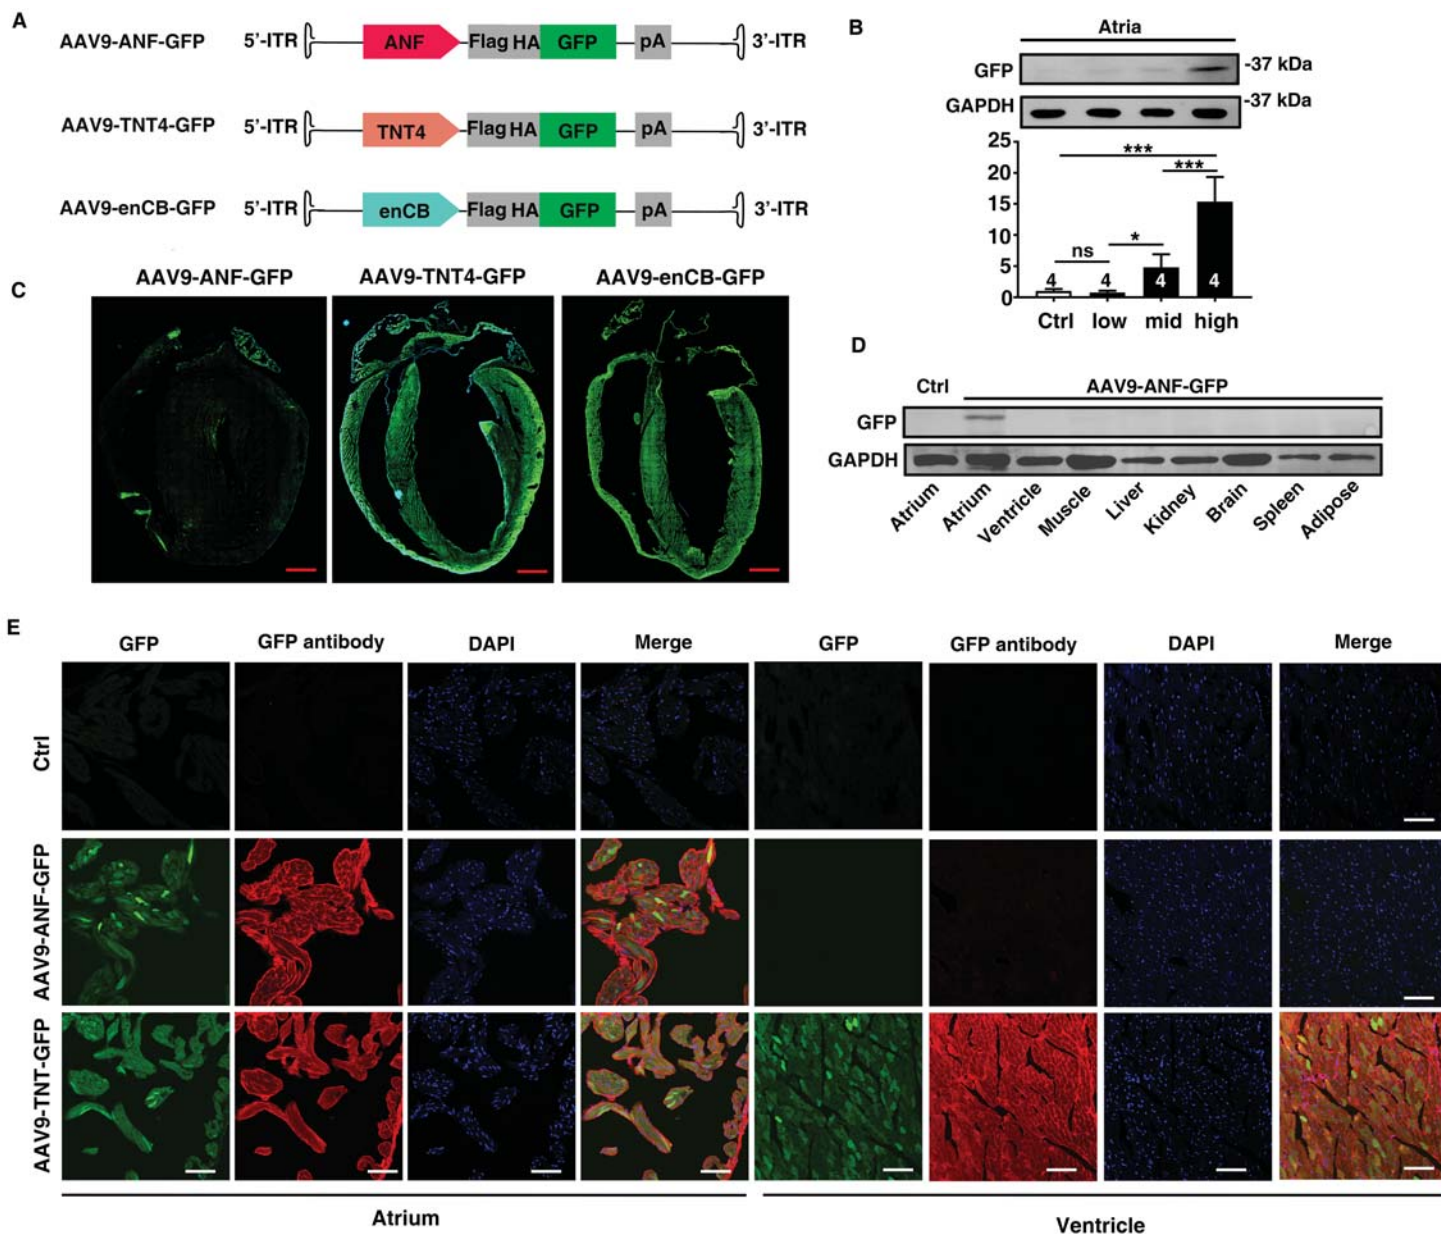 A
AAV9-ANF-GFP 5'-ITR ANF Flag HA GFP pA 3'-ITR
AAV9-TNT4-GFP 5'-ITR TNT4 Flag HA GFP pA 3'-ITR
AAV9-enCB-GFP 5'-ITR enCB Flag HA GFP pA 3'-ITR
B
Atria
GFP -37 kDa
GAPDH -37 kDa
25
20
15
10
5
0
***
***
*
ns
4 4 4 4
Ctrl low mid high
C
AAV9-ANF-GFP AAV9-TNT4-GFP AAV9-enCB-GFP
D
Ctrl AAV9-ANF-GFP
GFP
GAPDH
Atrium Atrium Ventricle Muscle Liver Kidney Brain Spleen Adipose
E
GFP GFP antibody DAPI Merge GFP GFP antibody DAPI Merge
Ctrl
AAV9-ANF-GFP
AAV9-TNT-GFP
Atrium Ventricle